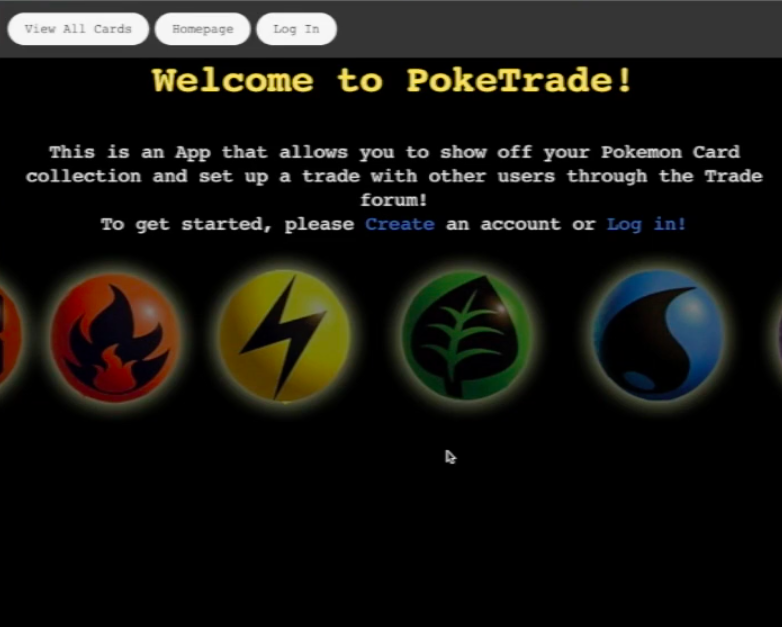 View All Cards Homepage Log In
Welcome to PokeTrade!
This is an App that allows you to show off your Pokemon Card
collection and set up a trade with other users through the Trade
forum!
To get started, please Create an account or Log in!